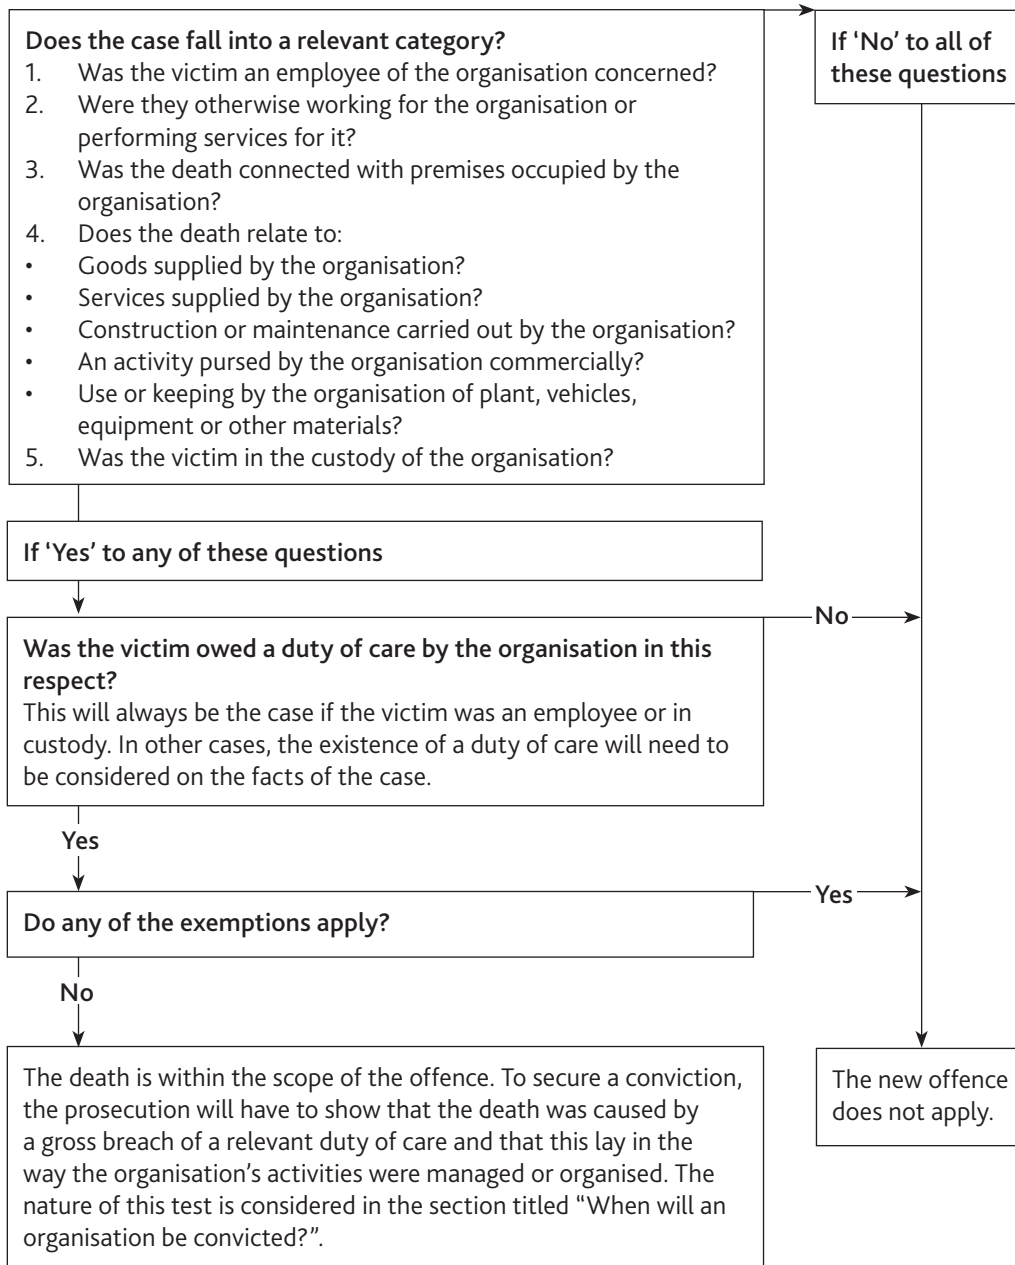 Does the case fall into a relevant category?
1. Was the victim an employee of the organisation concerned?
2. Were they otherwise working for the organisation or
performing services for it?
3. Was the death connected with premises occupied by the
organisation?
4. Does the death relate to:
• Goods supplied by the organisation?
• Services supplied by the organisation?
• Construction or maintenance carried out by the organisation?
• An activity pursed by the organisation commercially?
• Use or keeping by the organisation of plant, vehicles,
equipment or other materials?
5. Was the victim in the custody of the organisation?
If ‘No’ to all of
these questions
If ‘Yes’ to any of these questions
Was the victim owed a duty of care by the organisation in this
respect?
This will always be the case if the victim was an employee or in
custody. In other cases, the existence of a duty of care will need to
be considered on the facts of the case.
No
Yes
Do any of the exemptions apply?
Yes
No
The death is within the scope of the offence. To secure a conviction,
the prosecution will have to show that the death was caused by
a gross breach of a relevant duty of care and that this lay in the
way the organisation’s activities were managed or organised. The
nature of this test is considered in the section titled “When will an
organisation be convicted?”.
The new offence
does not apply.